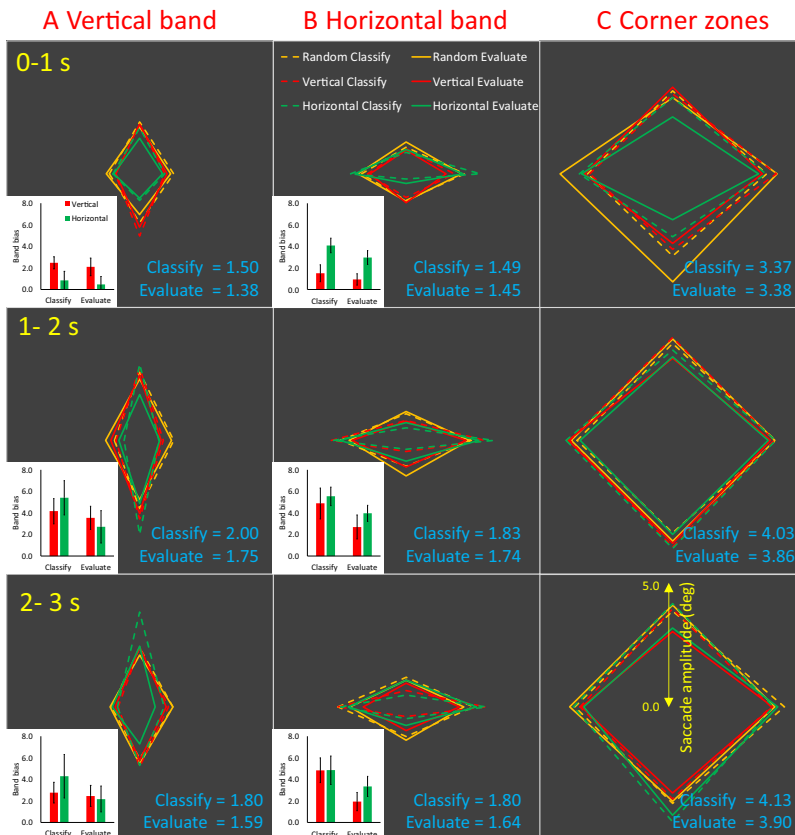 A Vertical band
B Horizontal band
C Corner zones
0-1 s
Random Classify
Random Evaluate
Vertical Classify
Vertical Evaluate
Horizontal Classify
Horizontal Evaluate
8.0
6.0
4.0
2.0
0.0
Band bias
Vertical
Horizontal
Classify
Evaluate
Classify = 1.50
Evaluate = 1.38
8.0
6.0
4.0
2.0
0.0
Band bias
Classify
Evaluate
Classify = 1.49
Evaluate = 1.45
Classify = 3.37
Evaluate = 3.38
1- 2 s
8.0
6.0
4.0
2.0
0.0
Band bias
Classify
Evaluate
Classify = 2.00
Evaluate = 1.75
8.0
6.0
4.0
2.0
0.0
Band bias
Classify
Evaluate
Classify = 1.83
Evaluate = 1.74
Classify = 4.03
Evaluate = 3.86
2- 3 s
8.0
6.0
4.0
2.0
0.0
Band bias
Classify
Evaluate
Classify = 1.80
Evaluate = 1.59
8.0
6.0
4.0
2.0
0.0
Band bias
Classify
Evaluate
Classify = 1.80
Evaluate = 1.64
5.0
0.0
Saccade amplitude (deg)
Classify = 4.13
Evaluate = 3.90